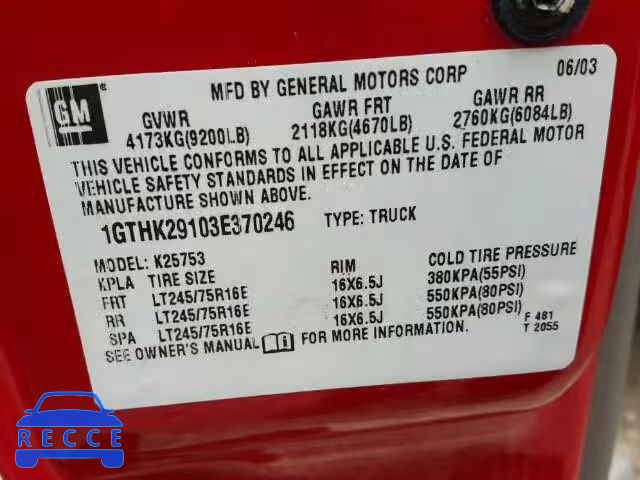 MFD BY GENERAL MOTORS CORP 06/03
GM ®
GVWR GAWR FRT GAWR RR
4173KG(9200LB) 2118KG(4670LB) 2760KG(6084LB)
THIS VEHICLE CONFORMS TO ALL APPLICABLE U.S. FEDERAL MOTOR
VEHICLE SAFETY STANDARDS IN EFFECT ON THE DATE OF
MANUFACTURE SHOWN ABOVE.
1GTHK29103E370246 TYPE: TRUCK
MODEL: K25753
KPLA TIRE SIZE RIM COLD TIRE PRESSURE
FRT LT245/75R16E 16X6.5J 380KPA(55PSI)
RR LT245/75R16E 16X6.5J 550KPA(80PSI)
SPA LT245/75R16E 16X6.5J 550KPA(80PSI)
SEE OWNER'S MANUAL FOR MORE INFORMATION. F 481
T 2055
RECCE